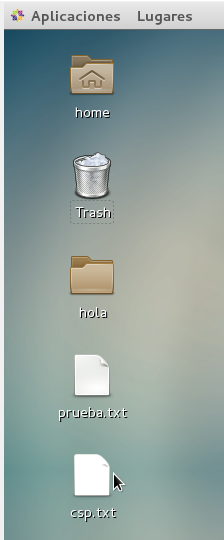 Aplicaciones Lugares
home
Trash
hola
prueba.txt
csp.txt